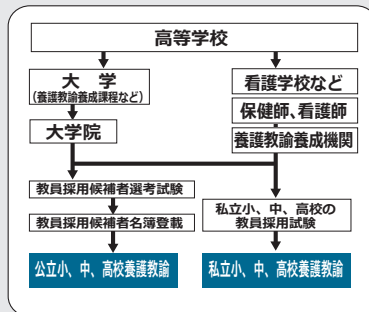 高等学校
大 学
(養護教諭養成課程など)
大学院
看護学校など
保健師、看護師
養護教諭養成機関
教員採用候補者選考試験
教員採用候補者名簿登載
公立小、中、高校養護教諭
私立小、中、高校の
教員採用試験
私立小、中、高校養護教諭